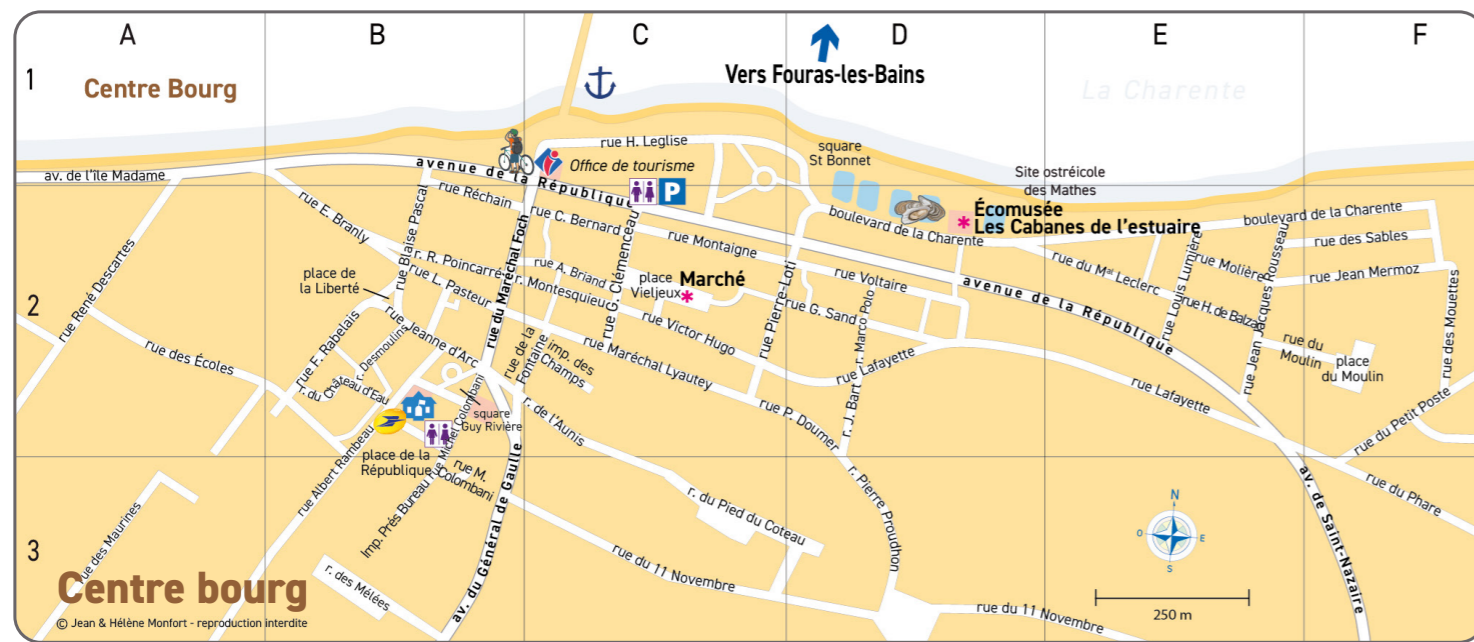 A B C D E F
1
2
3
Centre Bourg
Vers Fouras-les-Bains
La Charente
rue H. Leglise
square
St Bonnet
Office de tourisme
Site ostréicole
des Mathes
av. de l'île Madame
avenue de la République
P
Écomusée
Les Cabanes de l'estuaire
boulevard de la Charente
boulevard de la Charente
rue des Sables
rue Jean Mermoz
rue E. Branly
rue Blaise Pascal
rue Réchain
rue C. Bernard
rue Montaigne
rue Voltaire
avenue de la République
rue du Mal Leclerc
rue Louis Lumière
rue Molière
rue H. de Balzac
rue Jean Jacques Rousseau
rue des Mouettes
rue du
Moulin
place
du Moulin
rue René Descartes
place de
la Liberté
r. R. Poincarré
rue L. Pasteur
rue du Maréchal Foch
rue A. Briand
r. Montesquieu
rue G. Clémenceau
place
Vieljeux
Marché
rue Pierre-Loti
rue G. Sand
r. Marco Polo
rue Victor Hugo
rue Lafayette
rue Lafayette
rue des Écoles
rue F. Rabelais
r. Desmoulins
rue Jeanne d'Arc
r. du Château d'Eau
rue de la
Fontaine
imp. des
Champs
rue Maréchal Lyautey
rue P. Doumer
r. J. Bart
r. de l'Aunis
square
Guy Rivière
rue Michel Colombani
place de la
République
rue M.
Colombani
rue Albert Rambeau
Imp. Prés Bureau
av. du Général de Gaulle
r. du Pied du Coteau
r. Pierre Proudhon
rue du 11 Novembre
rue du 11 Novembre
rue du Petit Poste
rue du Phare
av. de Saint-Nazaire
rue des Maurines
r. des Mélées
N
O
E
S
250 m
Centre bourg
© Jean & Hélène Monfort - reproduction interdite